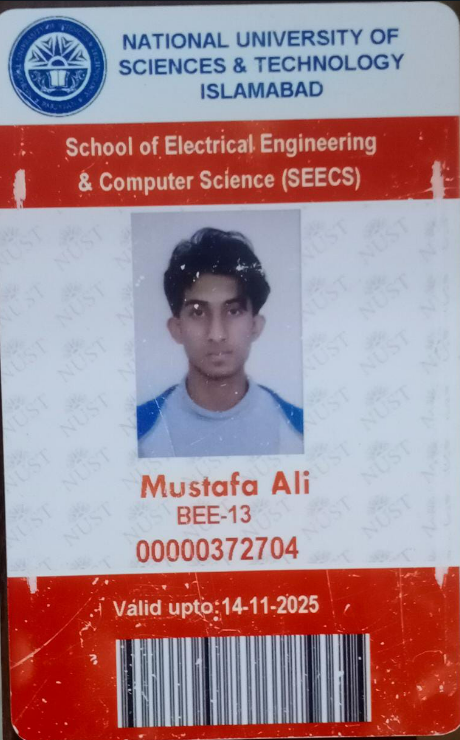 NATIONAL UNIVERSITY OF
SCIENCES & TECHNOLOGY
ISLAMABAD
School of Electrical Engineering
& Computer Science (SEECS)
Mustafa Ali
BEE-13
00000372704
Valid upto:14-11-2025